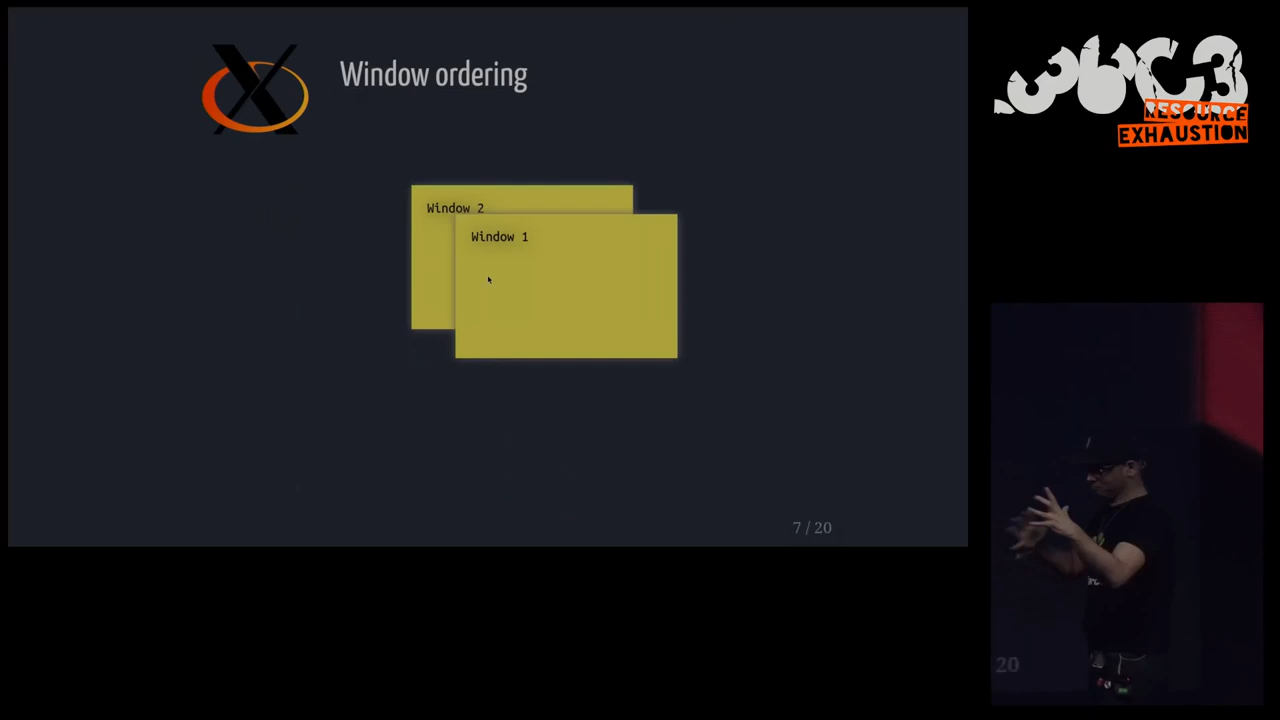 Window ordering
Window 2
Window 1
7 / 20
36C3
RESOURCE
EXHAUSTION
20